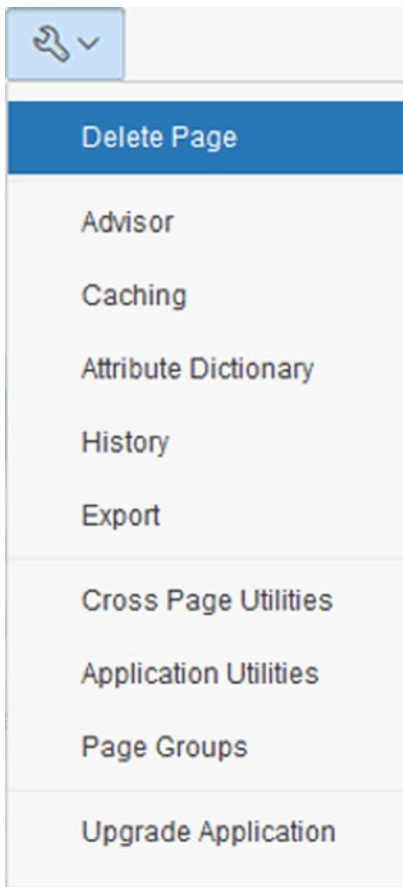 Delete Page
Advisor
Caching
Attribute Dictionary
History
Export
Cross Page Utilities
Application Utilities
Page Groups
Upgrade Application